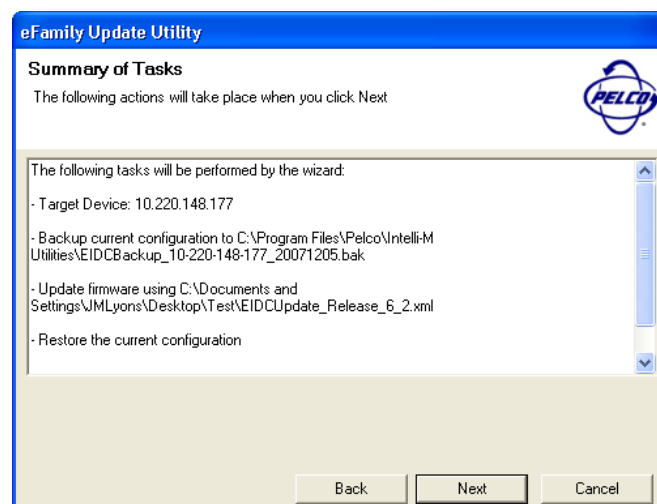 eFamily Update Utility
Summary of Tasks
The following actions will take place when you click Next
PELCO
The following tasks will be performed by the wizard:
- Target Device: 10.220.148.177
- Backup current configuration to C:\Program Files\Pelco\Intelli-M
Utilities\EIDCBackup_10-220-148-177_20071205.bak
- Update firmware using C:\Documents and
Settings\JMLyons\Desktop\Test\EIDCUpdate_Release_6_2.xml
- Restore the current configuration
Back
Next
Cancel